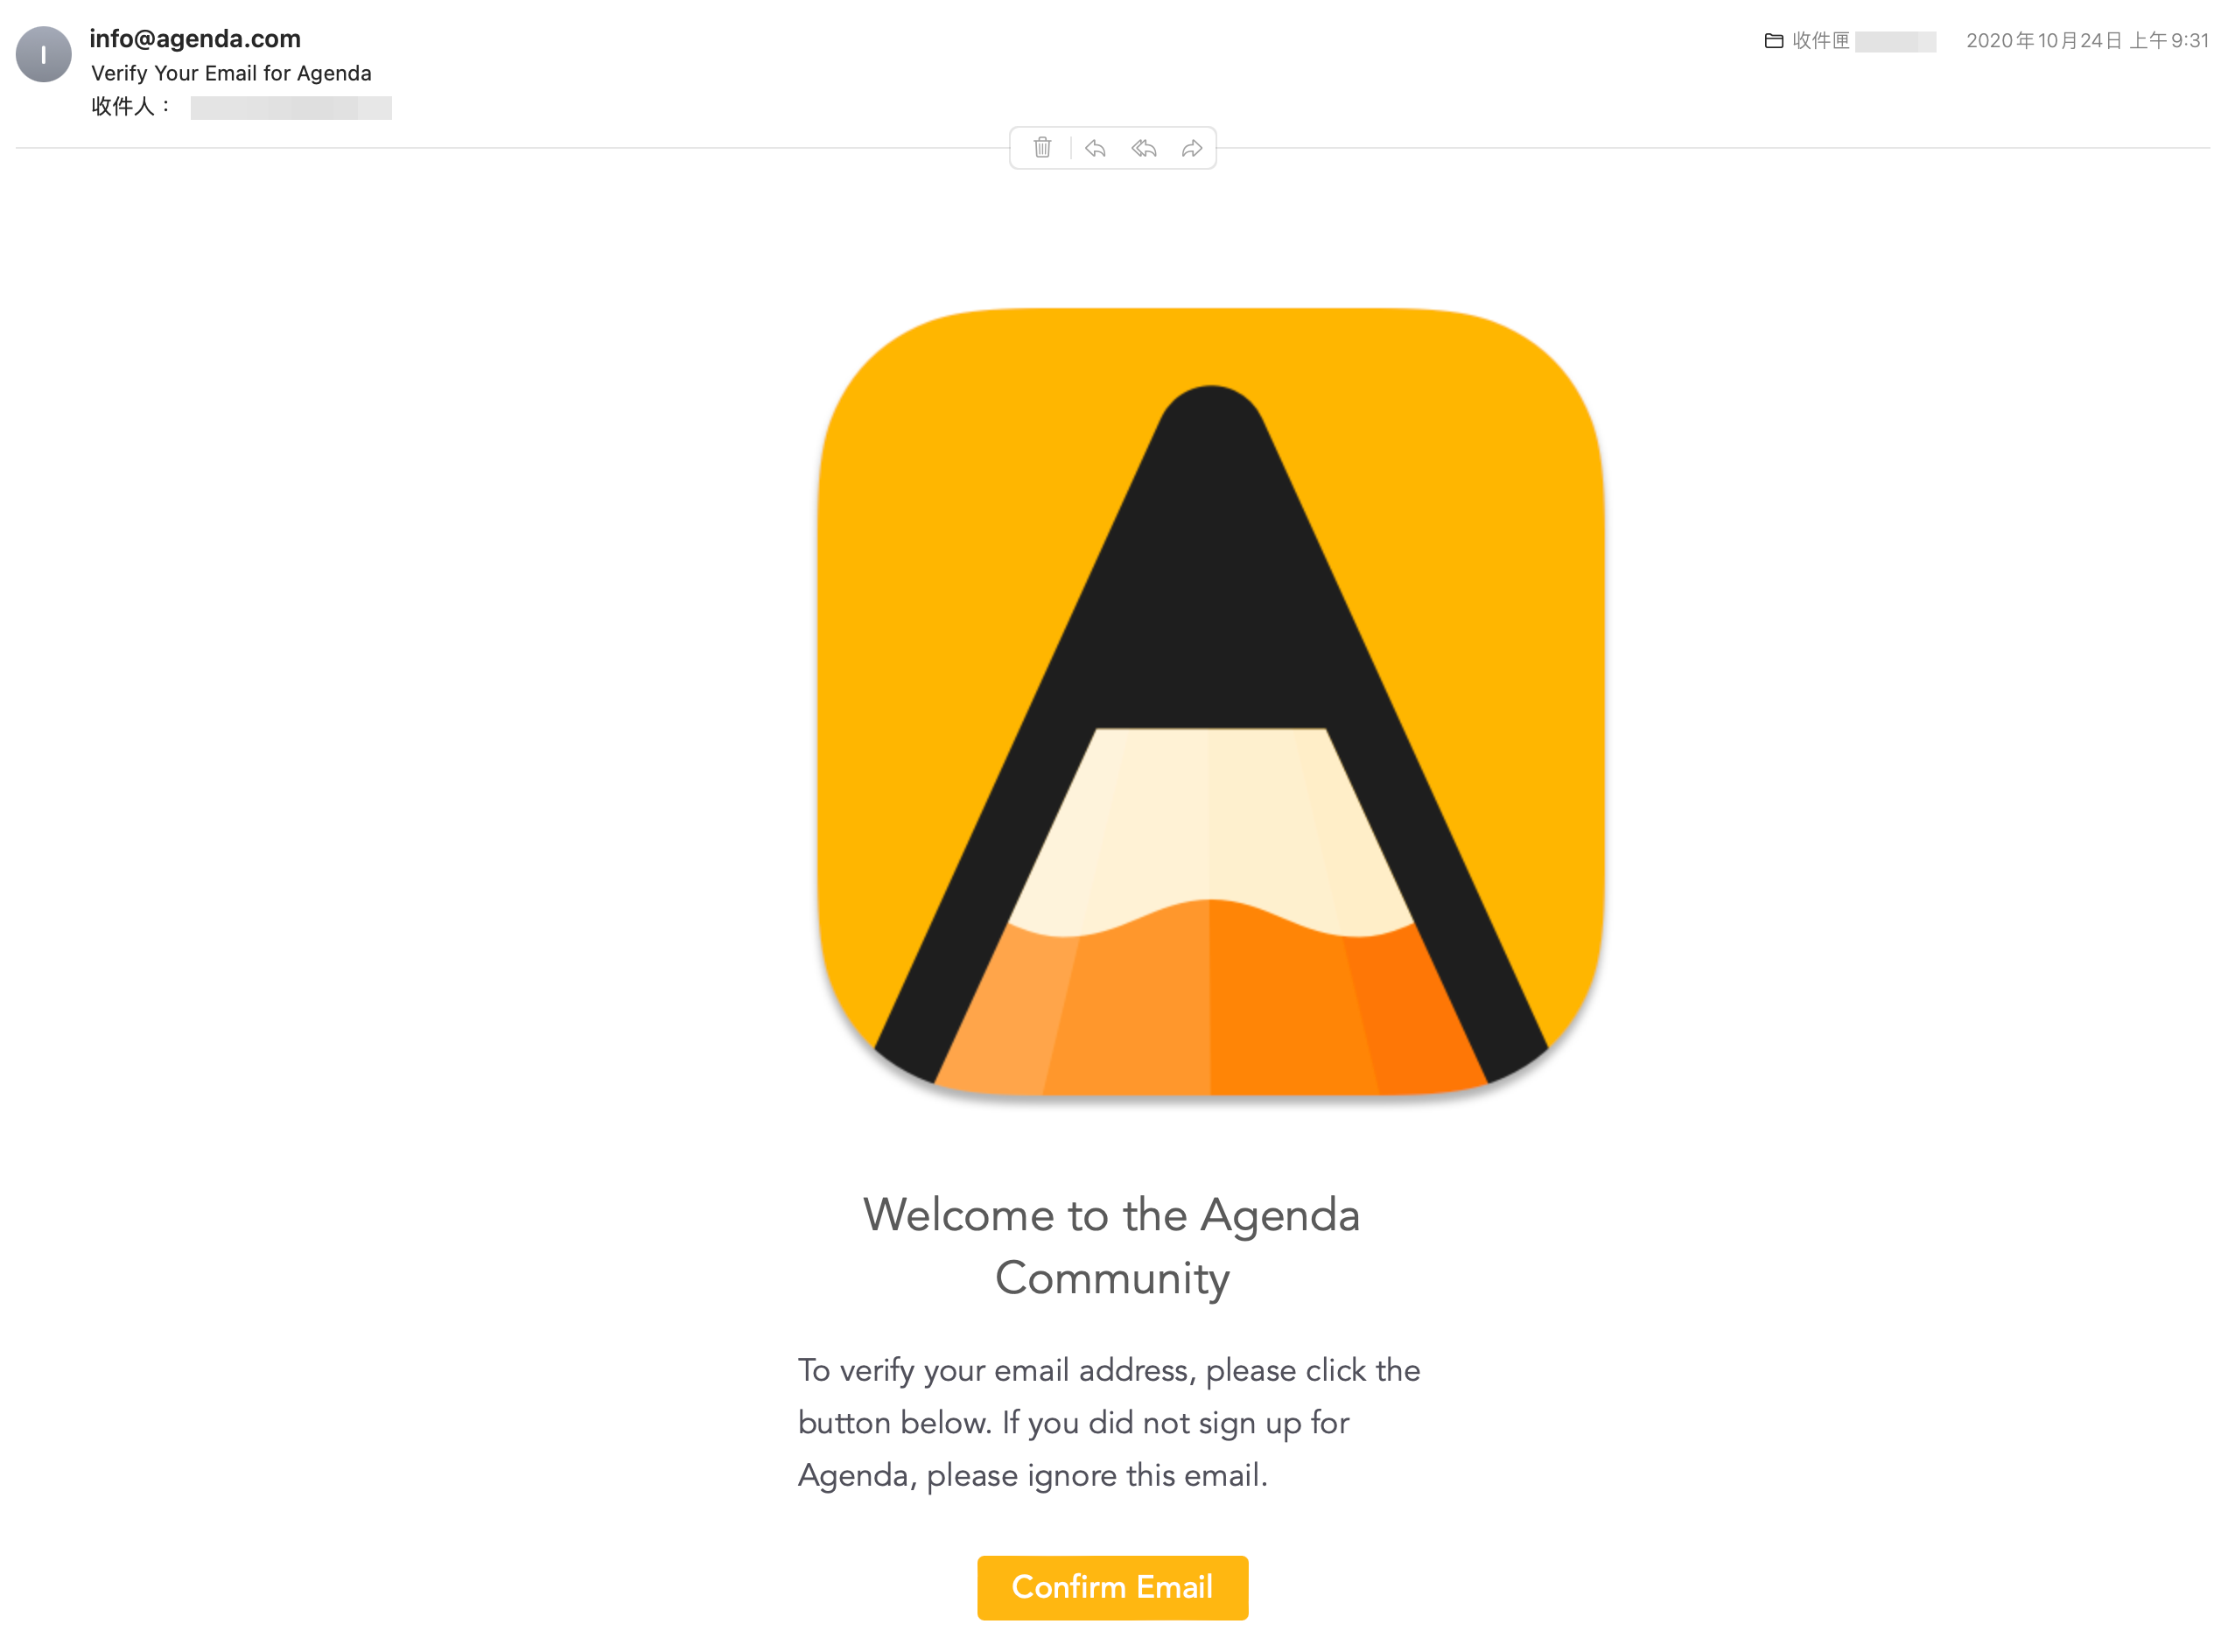 I
info@agenda.com
Verify Your Email for Agenda
收件人：
收件匣
2020年10月24日 上午9:31
Welcome to the Agenda
Community
To verify your email address, please click the
button below. If you did not sign up for
Agenda, please ignore this email.
Confirm Email